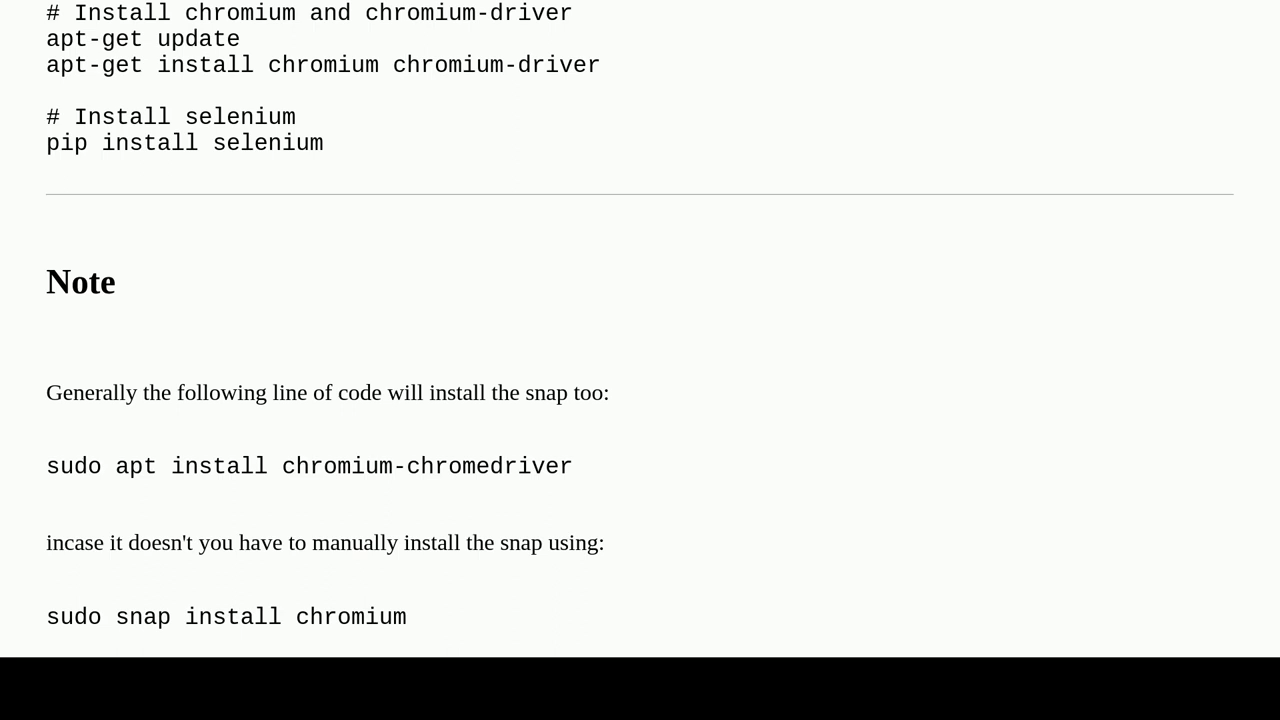 # Install chromium and chromium-driver
apt-get update
apt-get install chromium chromium-driver
# Install selenium
pip install selenium
Note
Generally the following line of code will install the snap too:
sudo apt install chromium-chromedriver
incase it doesn't you have to manually install the snap using:
sudo snap install chromium